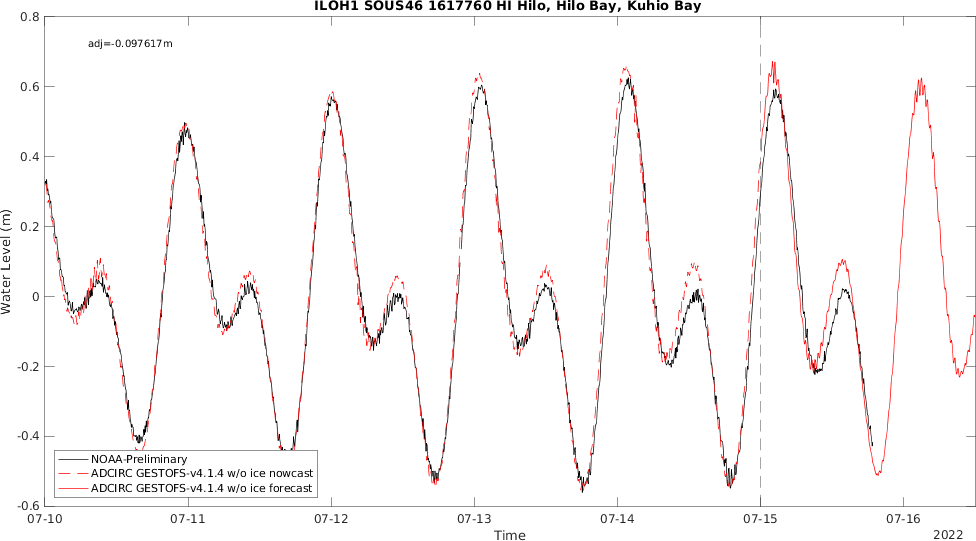 ILOH1 SOUS46 1617760 HI Hilo, Hilo Bay, Kuhio Bay
0.8
adj=-0.097617m
0.6
0.4
0.2
0
-0.2
-0.4
-0.6
Water Level (m)
NOAA-Preliminary
ADCIRC GESTOFS-v4.1.4 w/o ice nowcast
ADCIRC GESTOFS-v4.1.4 w/o ice forecast
07-10 07-11 07-12 07-13 07-14 07-15 07-16
Time
2022